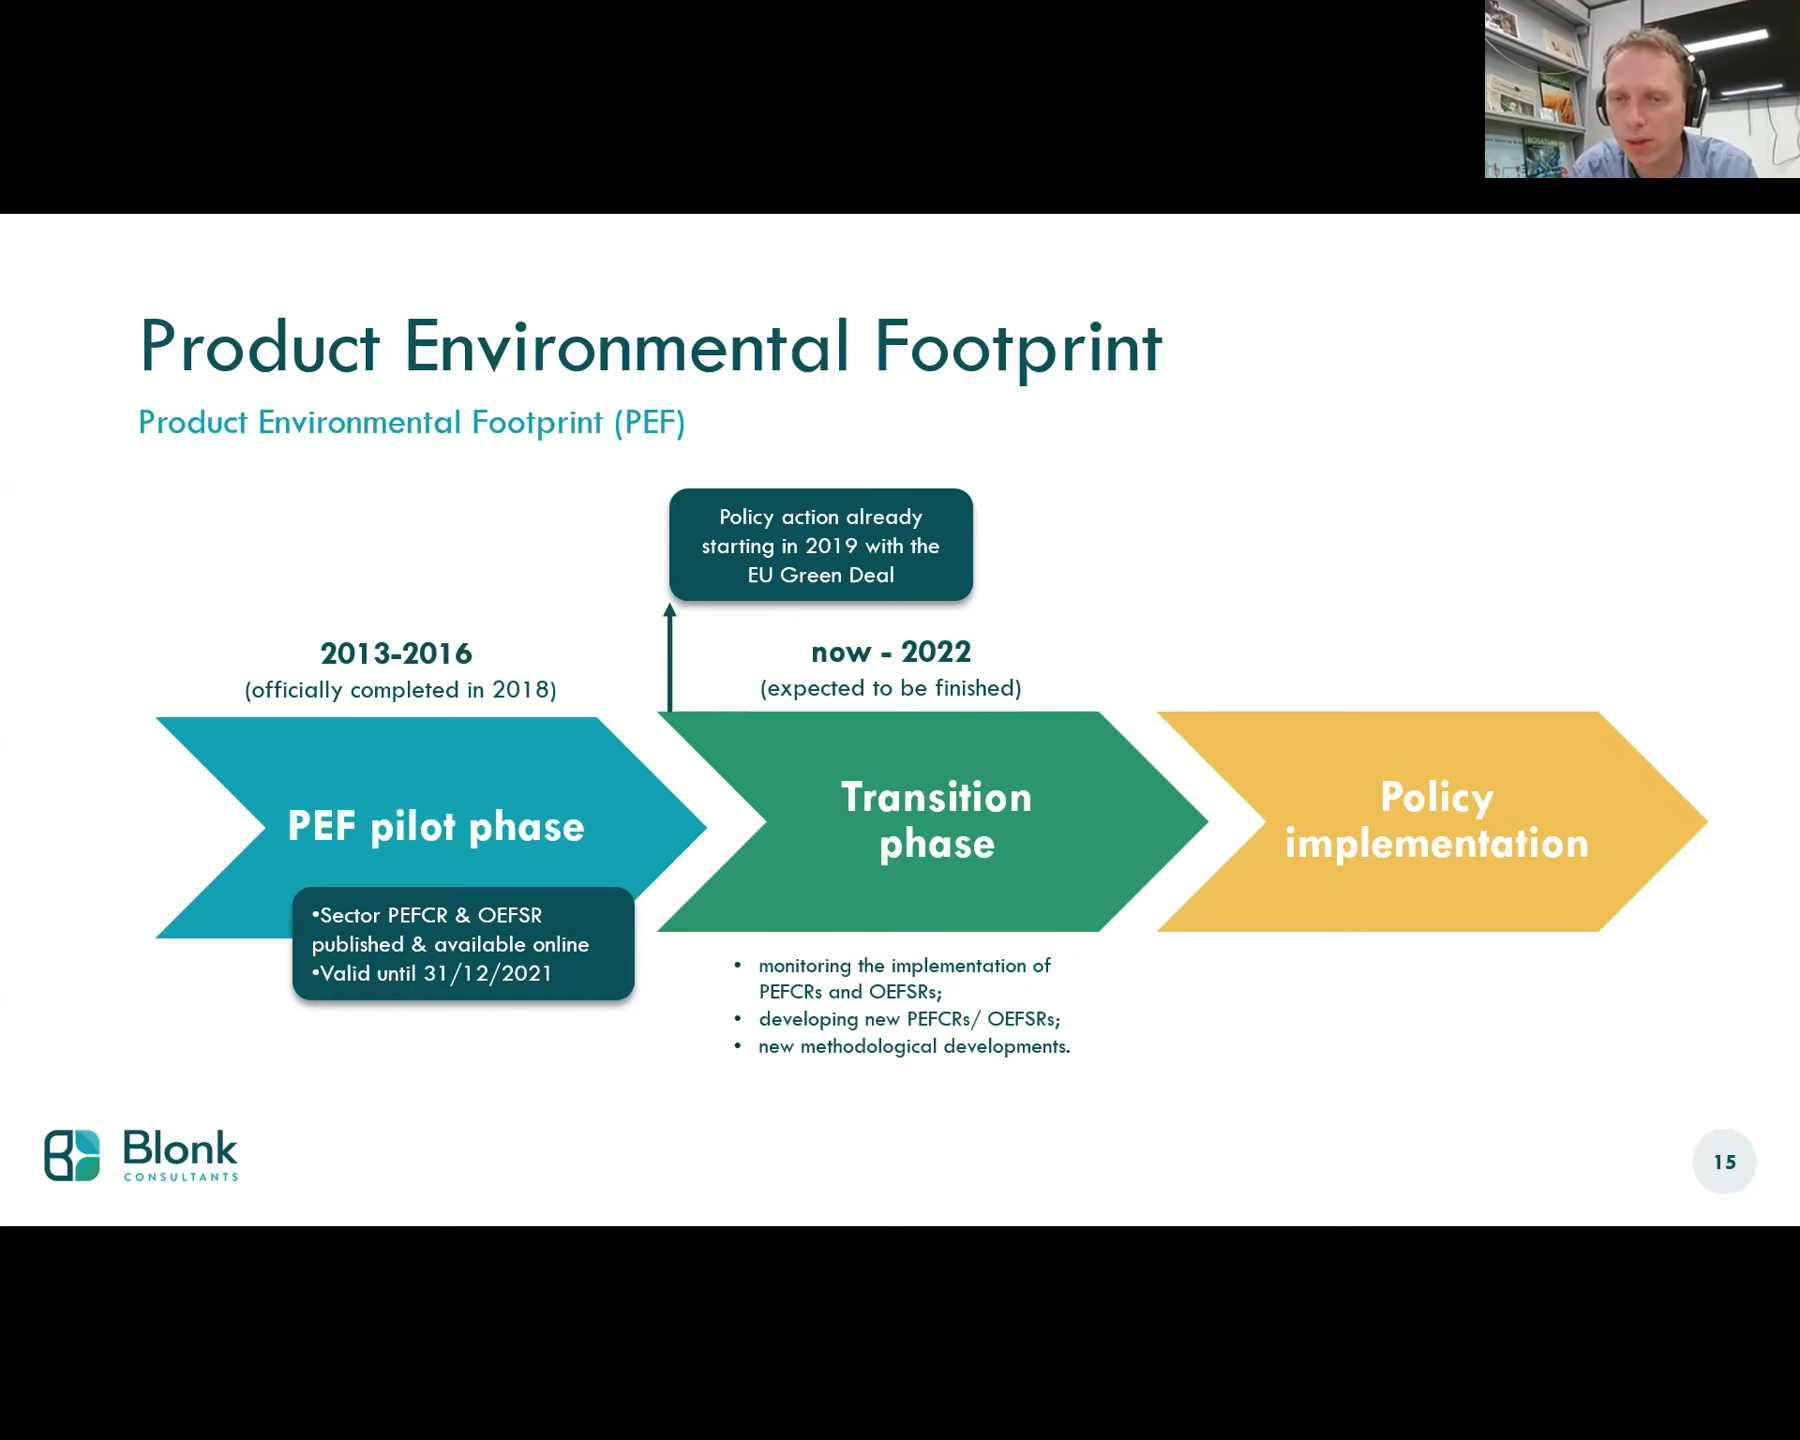 Product Environmental Footprint
Product Environmental Footprint (PEF)
Policy action already
starting in 2019 with the
EU Green Deal
2013-2016
(officially completed in 2018)
now - 2022
(expected to be finished)
PEF pilot phase
Transition
phase
Policy
implementation
•Sector PEFCR & OEFSR
published & available online
•Valid until 31/12/2021
• monitoring the implementation of
PEFCRs and OEFSRs;
• developing new PEFCRs/ OEFSRs;
• new methodological developments.
Blonk
CONSULTANTS
15